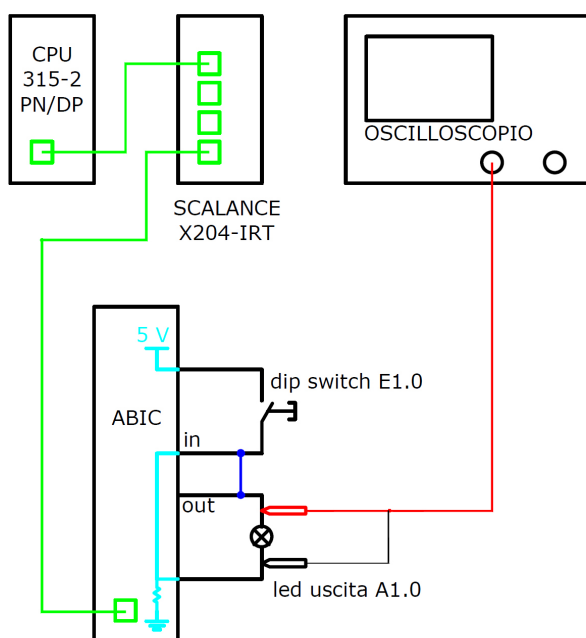 CPU
315-2
PN/DP
SCALANCE
X204-IRT
OSCILLOSCOPIO
5 V
dip switch E1.0
ABIC
in
out
led uscita A1.0